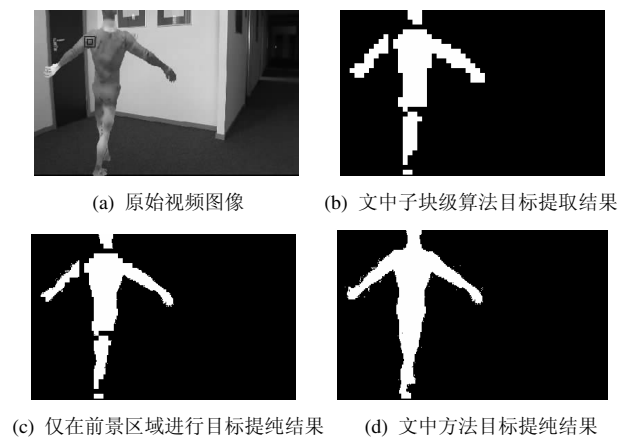 (a) 原始视频图像
(b) 文中子块级算法目标提取结果
(c) 仅在前景区域进行目标提纯结果
(d) 文中方法目标提纯结果